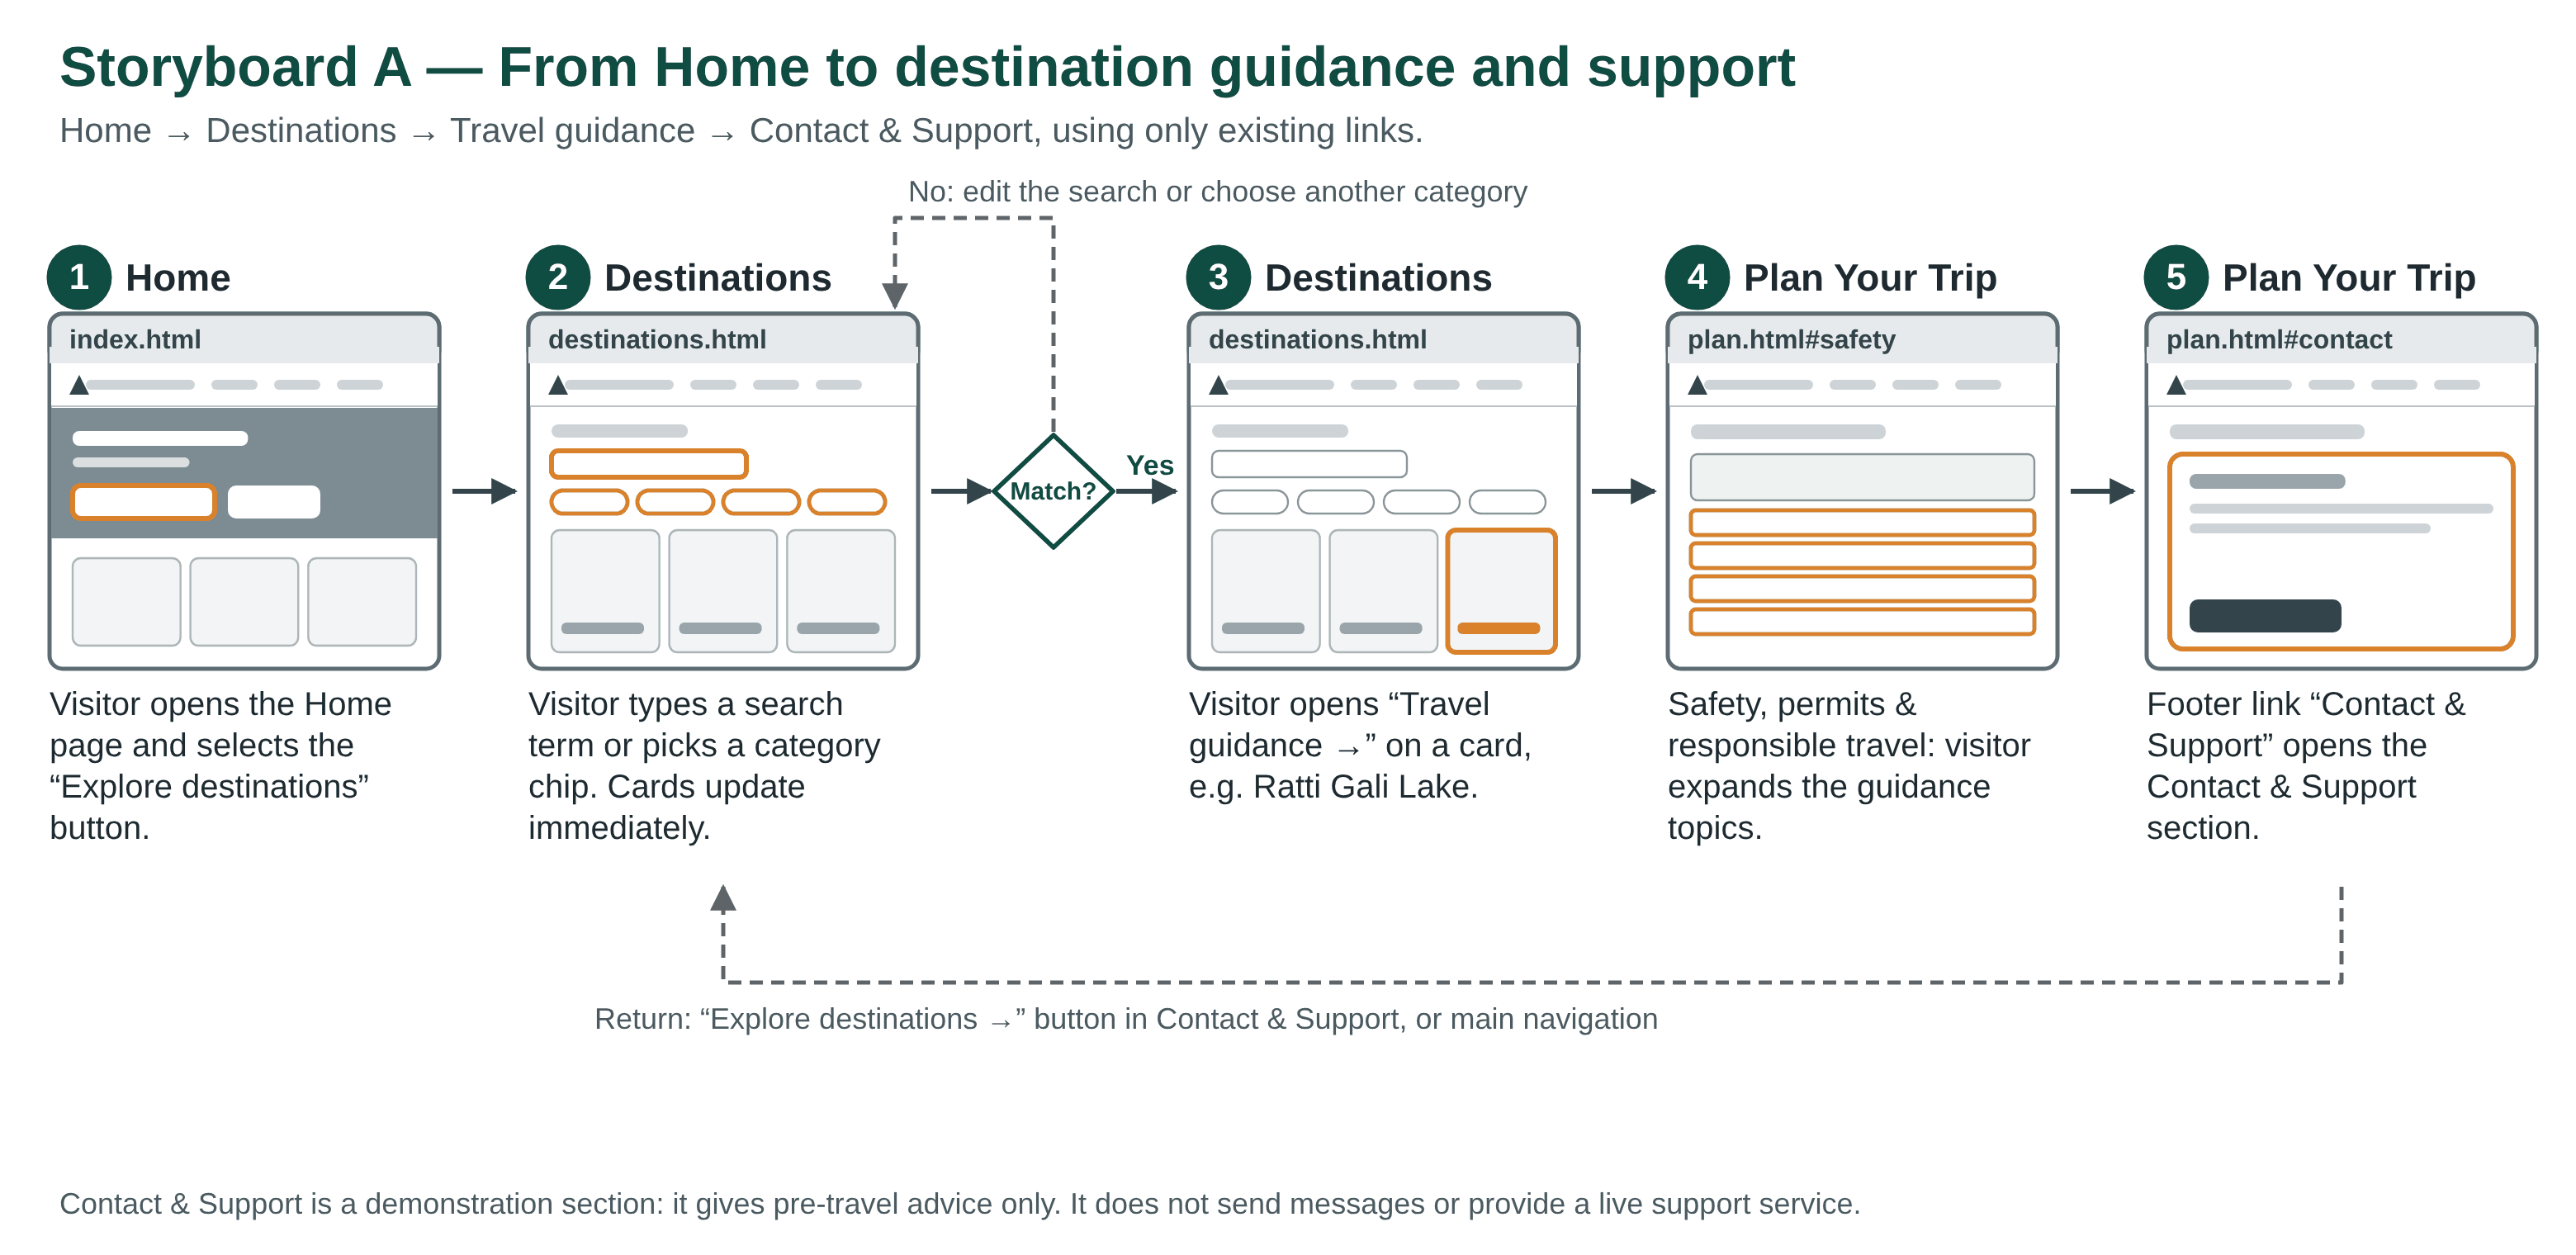 Storyboard A — From Home to destination guidance and support
Home → Destinations → Travel guidance → Contact & Support, using only existing links.
No: edit the search or choose another category
1 Home
index.html
Visitor opens the Home
page and selects the
“Explore destinations”
button.
2 Destinations
destinations.html
Visitor types a search
term or picks a category
chip. Cards update
immediately.
Match?
Yes
3 Destinations
destinations.html
Visitor opens “Travel
guidance →” on a card,
e.g. Ratti Gali Lake.
4 Plan Your Trip
plan.html#safety
Safety, permits &
responsible travel: visitor
expands the guidance
topics.
5 Plan Your Trip
plan.html#contact
Footer link “Contact &
Support” opens the
Contact & Support
section.
Return: “Explore destinations →” button in Contact & Support, or main navigation
Contact & Support is a demonstration section: it gives pre-travel advice only. It does not send messages or provide a live support service.